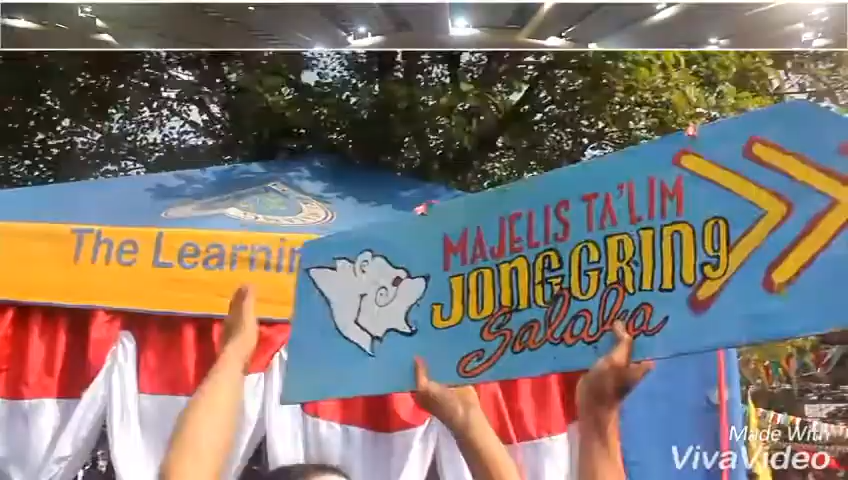 The Learnin
MAJELIS TA'LIM
JONGGRING
Salaka
Made With
VivaVideo